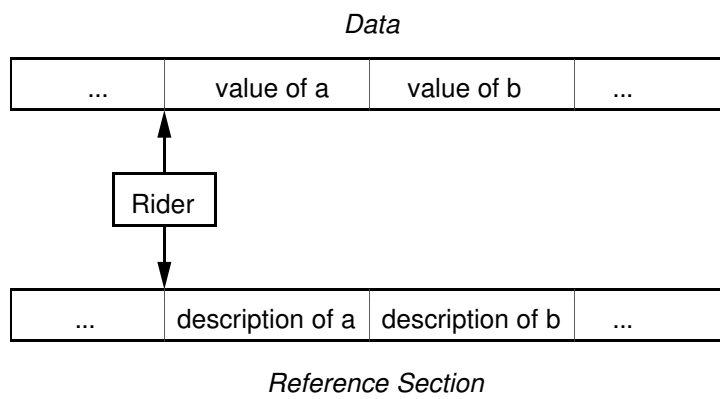 Data
... value of a value of b ...
Rider
... description of a description of b ...
Reference Section